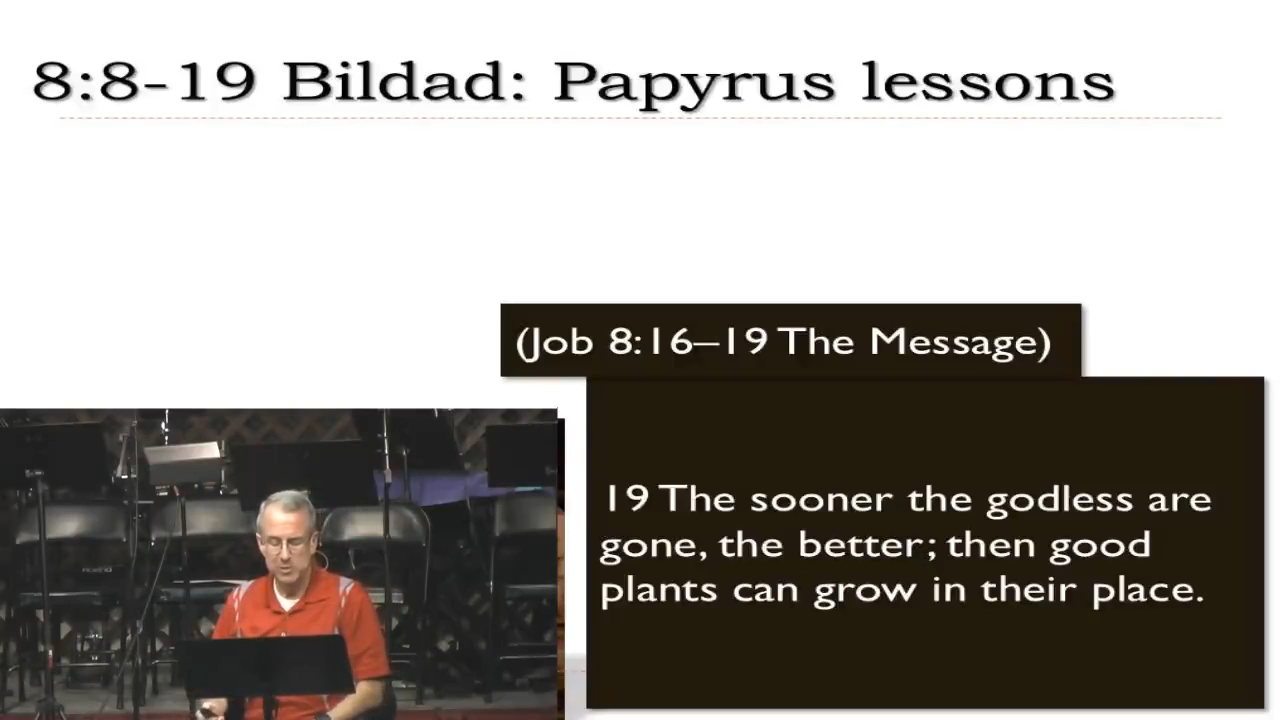 8:8-19 Bildad: Papyrus lessons
(Job 8:16–19 The Message)
19 The sooner the godless are
gone, the better; then good
plants can grow in their place.